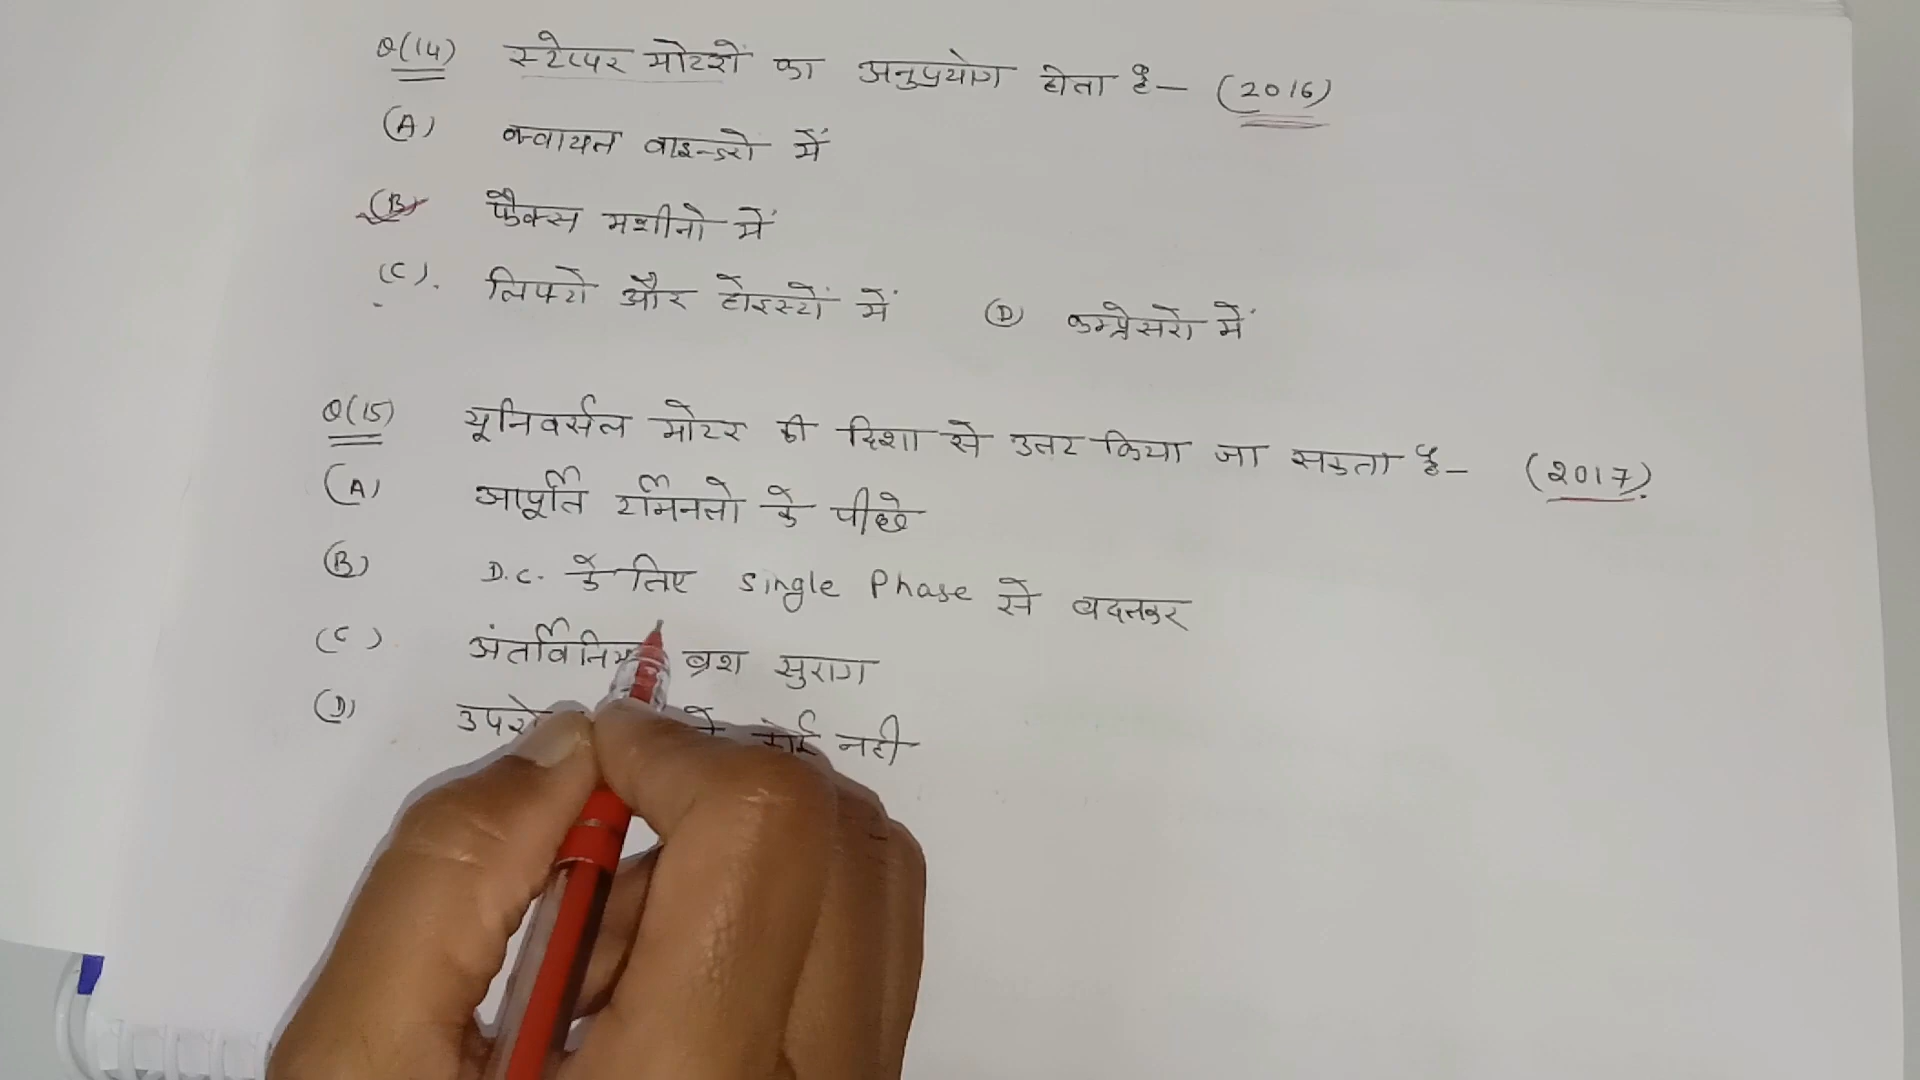 Q(14) स्टेप्पर मोटरों का अनुप्रयोग होता है— (2016)
(A) क्वायल वाइन्डरो में
(B) फैक्स मशीनो में
(C). लिफ्टो और होइस्टों में (D) कम्प्रेसरो में
Q(15) यूनिवर्सल मोटर की दिशा से उलट किया जा सकता है— (2017).
(A) आपूर्ति टर्मिनलो के पीछे
(B) D.C. के लिए Single Phase से बदलकर
(C) ब्रश सुराग
(D) कोई नही